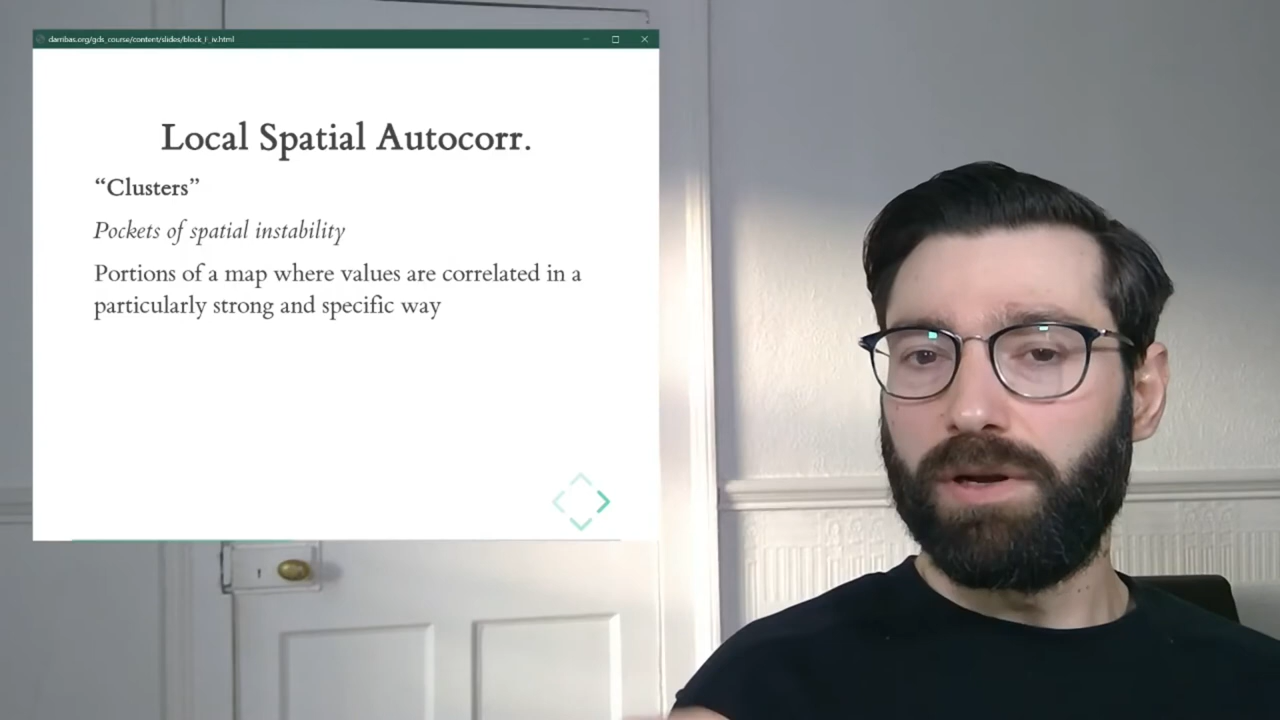 darribas.org/gds_course/content/slides/block_F_iv.html
Local Spatial Autocorr.
“Clusters”
Pockets of spatial instability
Portions of a map where values are correlated in a
particularly strong and specific way